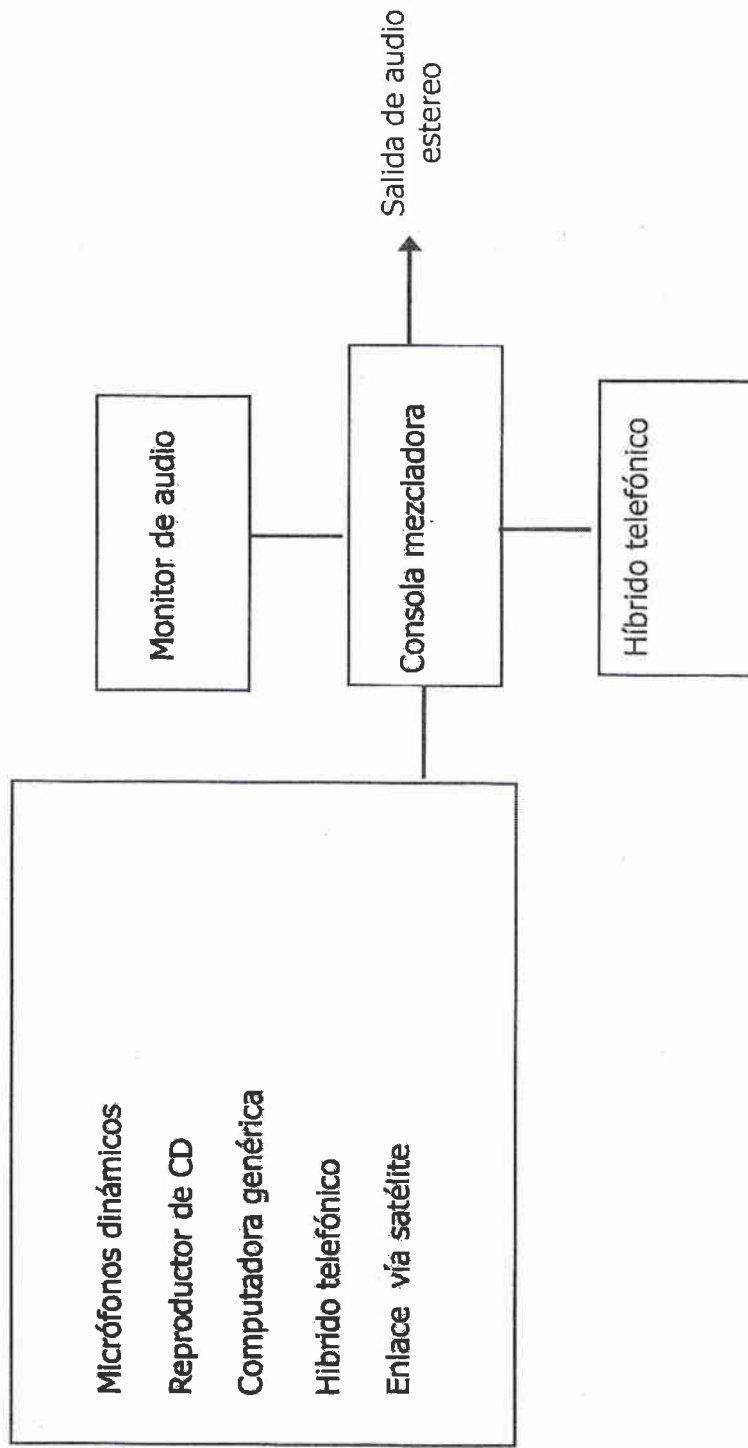 Micrófonos dinámicos
Reproductor de CD
Computadora genérica
Hibrido telefónico
Enlace vía satélite
Monitor de audio
Consola mezcladora
Híbrido telefónico
Salida de audio
estereo